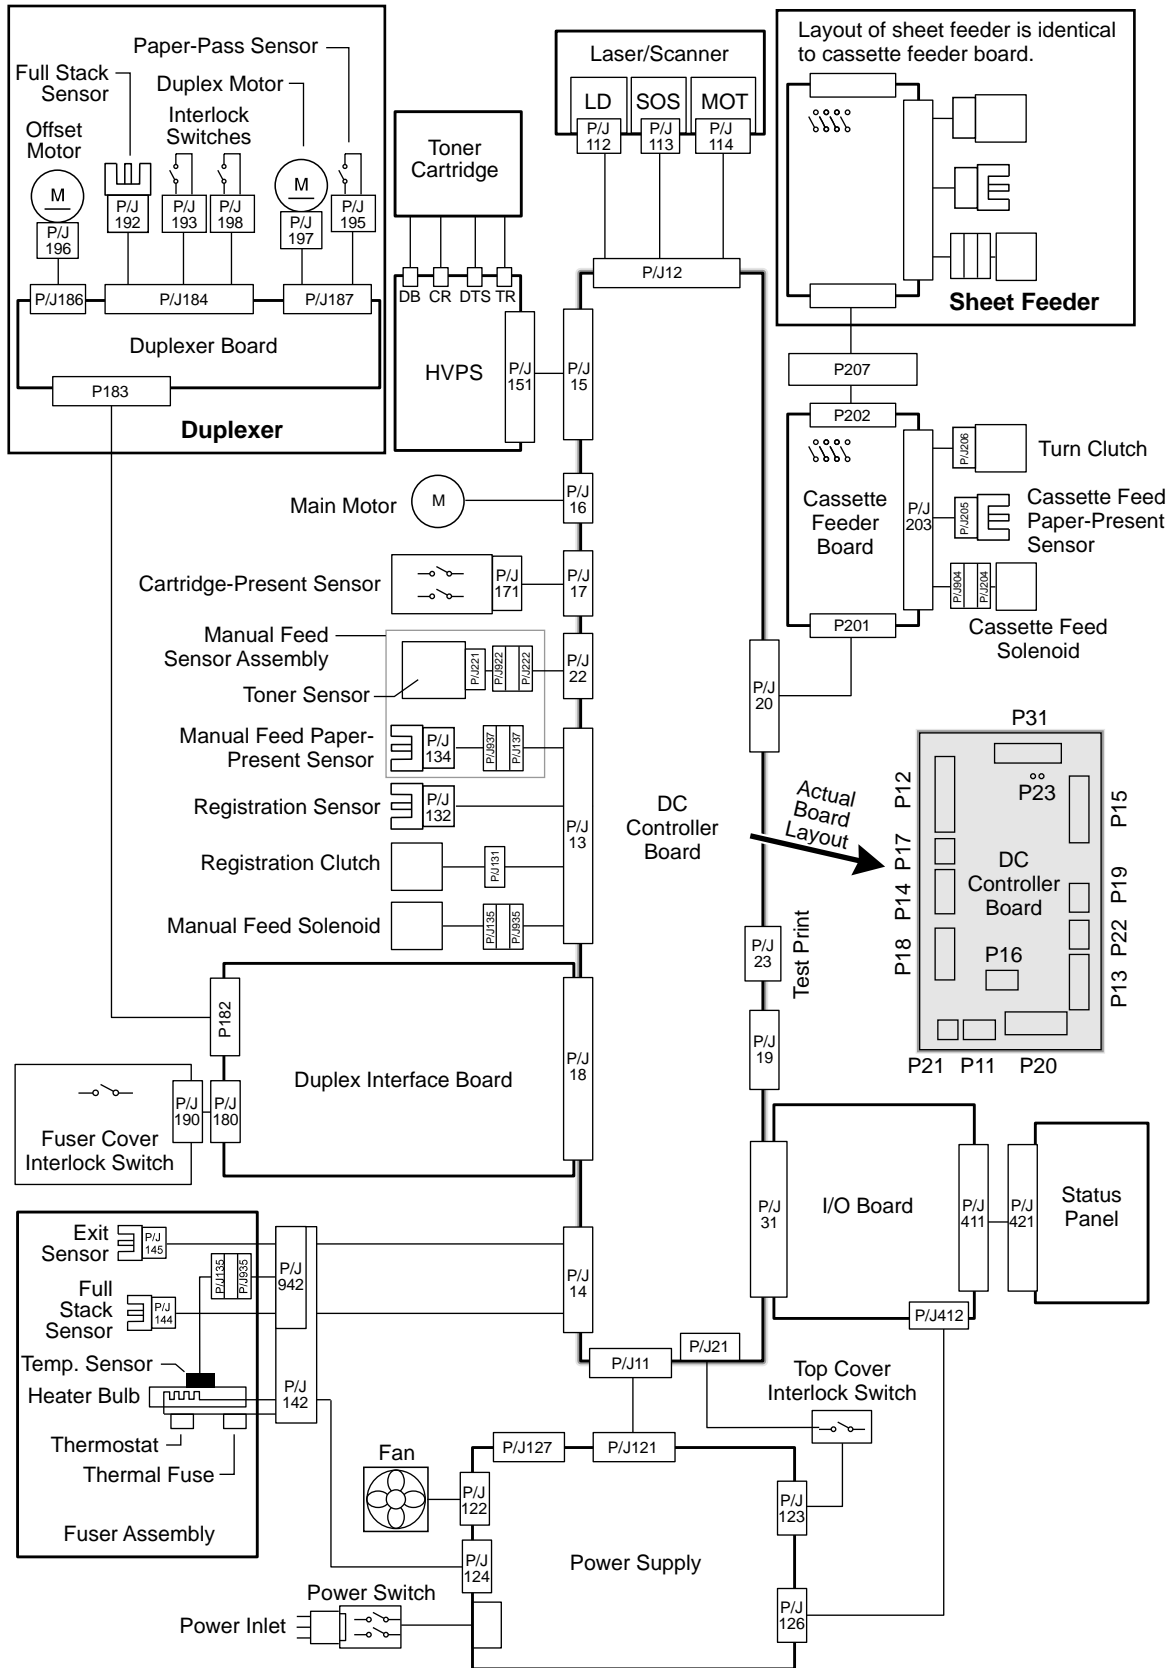 Paper-Pass Sensor
Full Stack
Sensor
Duplex Motor
Offset
Motor
Interlock
Switches
M
P/J
196
P/J
192
P/J
193
P/J
198
M
P/J
197
P/J
195
P/J186
P/J184
P/J187
Duplexer Board
P183
Duplexer
Toner
Cartridge
DB
CR
DTS
TR
HVPS
P/J
151
P/J
15
Laser/Scanner
LD
SOS
MOT
P/J
112
P/J
113
P/J
114
P/J12
Layout of sheet feeder is identical
to cassette feeder board.
Sheet Feeder
P207
P202
Cassette
Feeder
Board
P/J
203
P/J206
Turn Clutch
P/J205
Cassette Feed
Paper-Present
Sensor
P/J904
P/J204
Cassette Feed
Solenoid
P201
P/J
20
Main Motor
M
P/J
16
Cartridge-Present Sensor
P/J
171
P/J
17
Manual Feed
Sensor Assembly
Toner Sensor
P/J221
P/J922
P/J222
P/J
22
Manual Feed Paper-
Present Sensor
P/J
134
P/J937
P/J137
Registration Sensor
P/J
132
P/J
13
Registration Clutch
P/J131
Manual Feed Solenoid
P/J135
P/J935
DC
Controller
Board
Actual
Board
Layout
P31
P12
P23
P15
P17
DC
Controller
Board
P14
P19
P18
P22
P16
P13
P21
P11
P20
P/J
23
Test Print
P/J
19
P182
Duplex Interface Board
P/J
18
P/J
190
P/J
180
Fuser Cover
Interlock Switch
P/J
31
I/O Board
P/J
411
P/J
421
Status
Panel
P/J412
Exit
Sensor
P/J
145
P/J135
P/J935
P/J
942
P/J
14
Full
Stack
Sensor
P/J
144
Temp. Sensor
Heater Bulb
P/J
142
Thermostat
Thermal Fuse
Fuser Assembly
P/J11
P/J21
Top Cover
Interlock Switch
P/J127
P/J121
Fan
P/J
122
P/J
123
P/J
124
Power Supply
P/J
126
Power Switch
Power Inlet